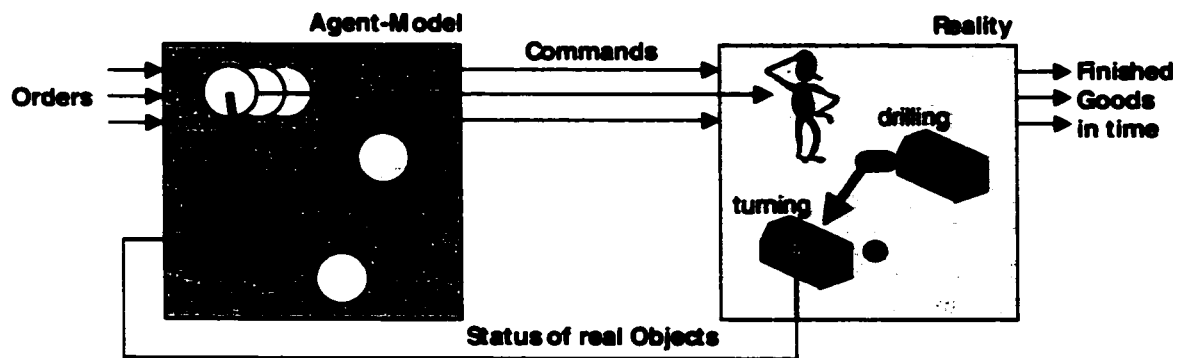 Agent-Model
Reality
Commands
Orders
Finished
Goods
in time
drilling
turning
Status of real Objects